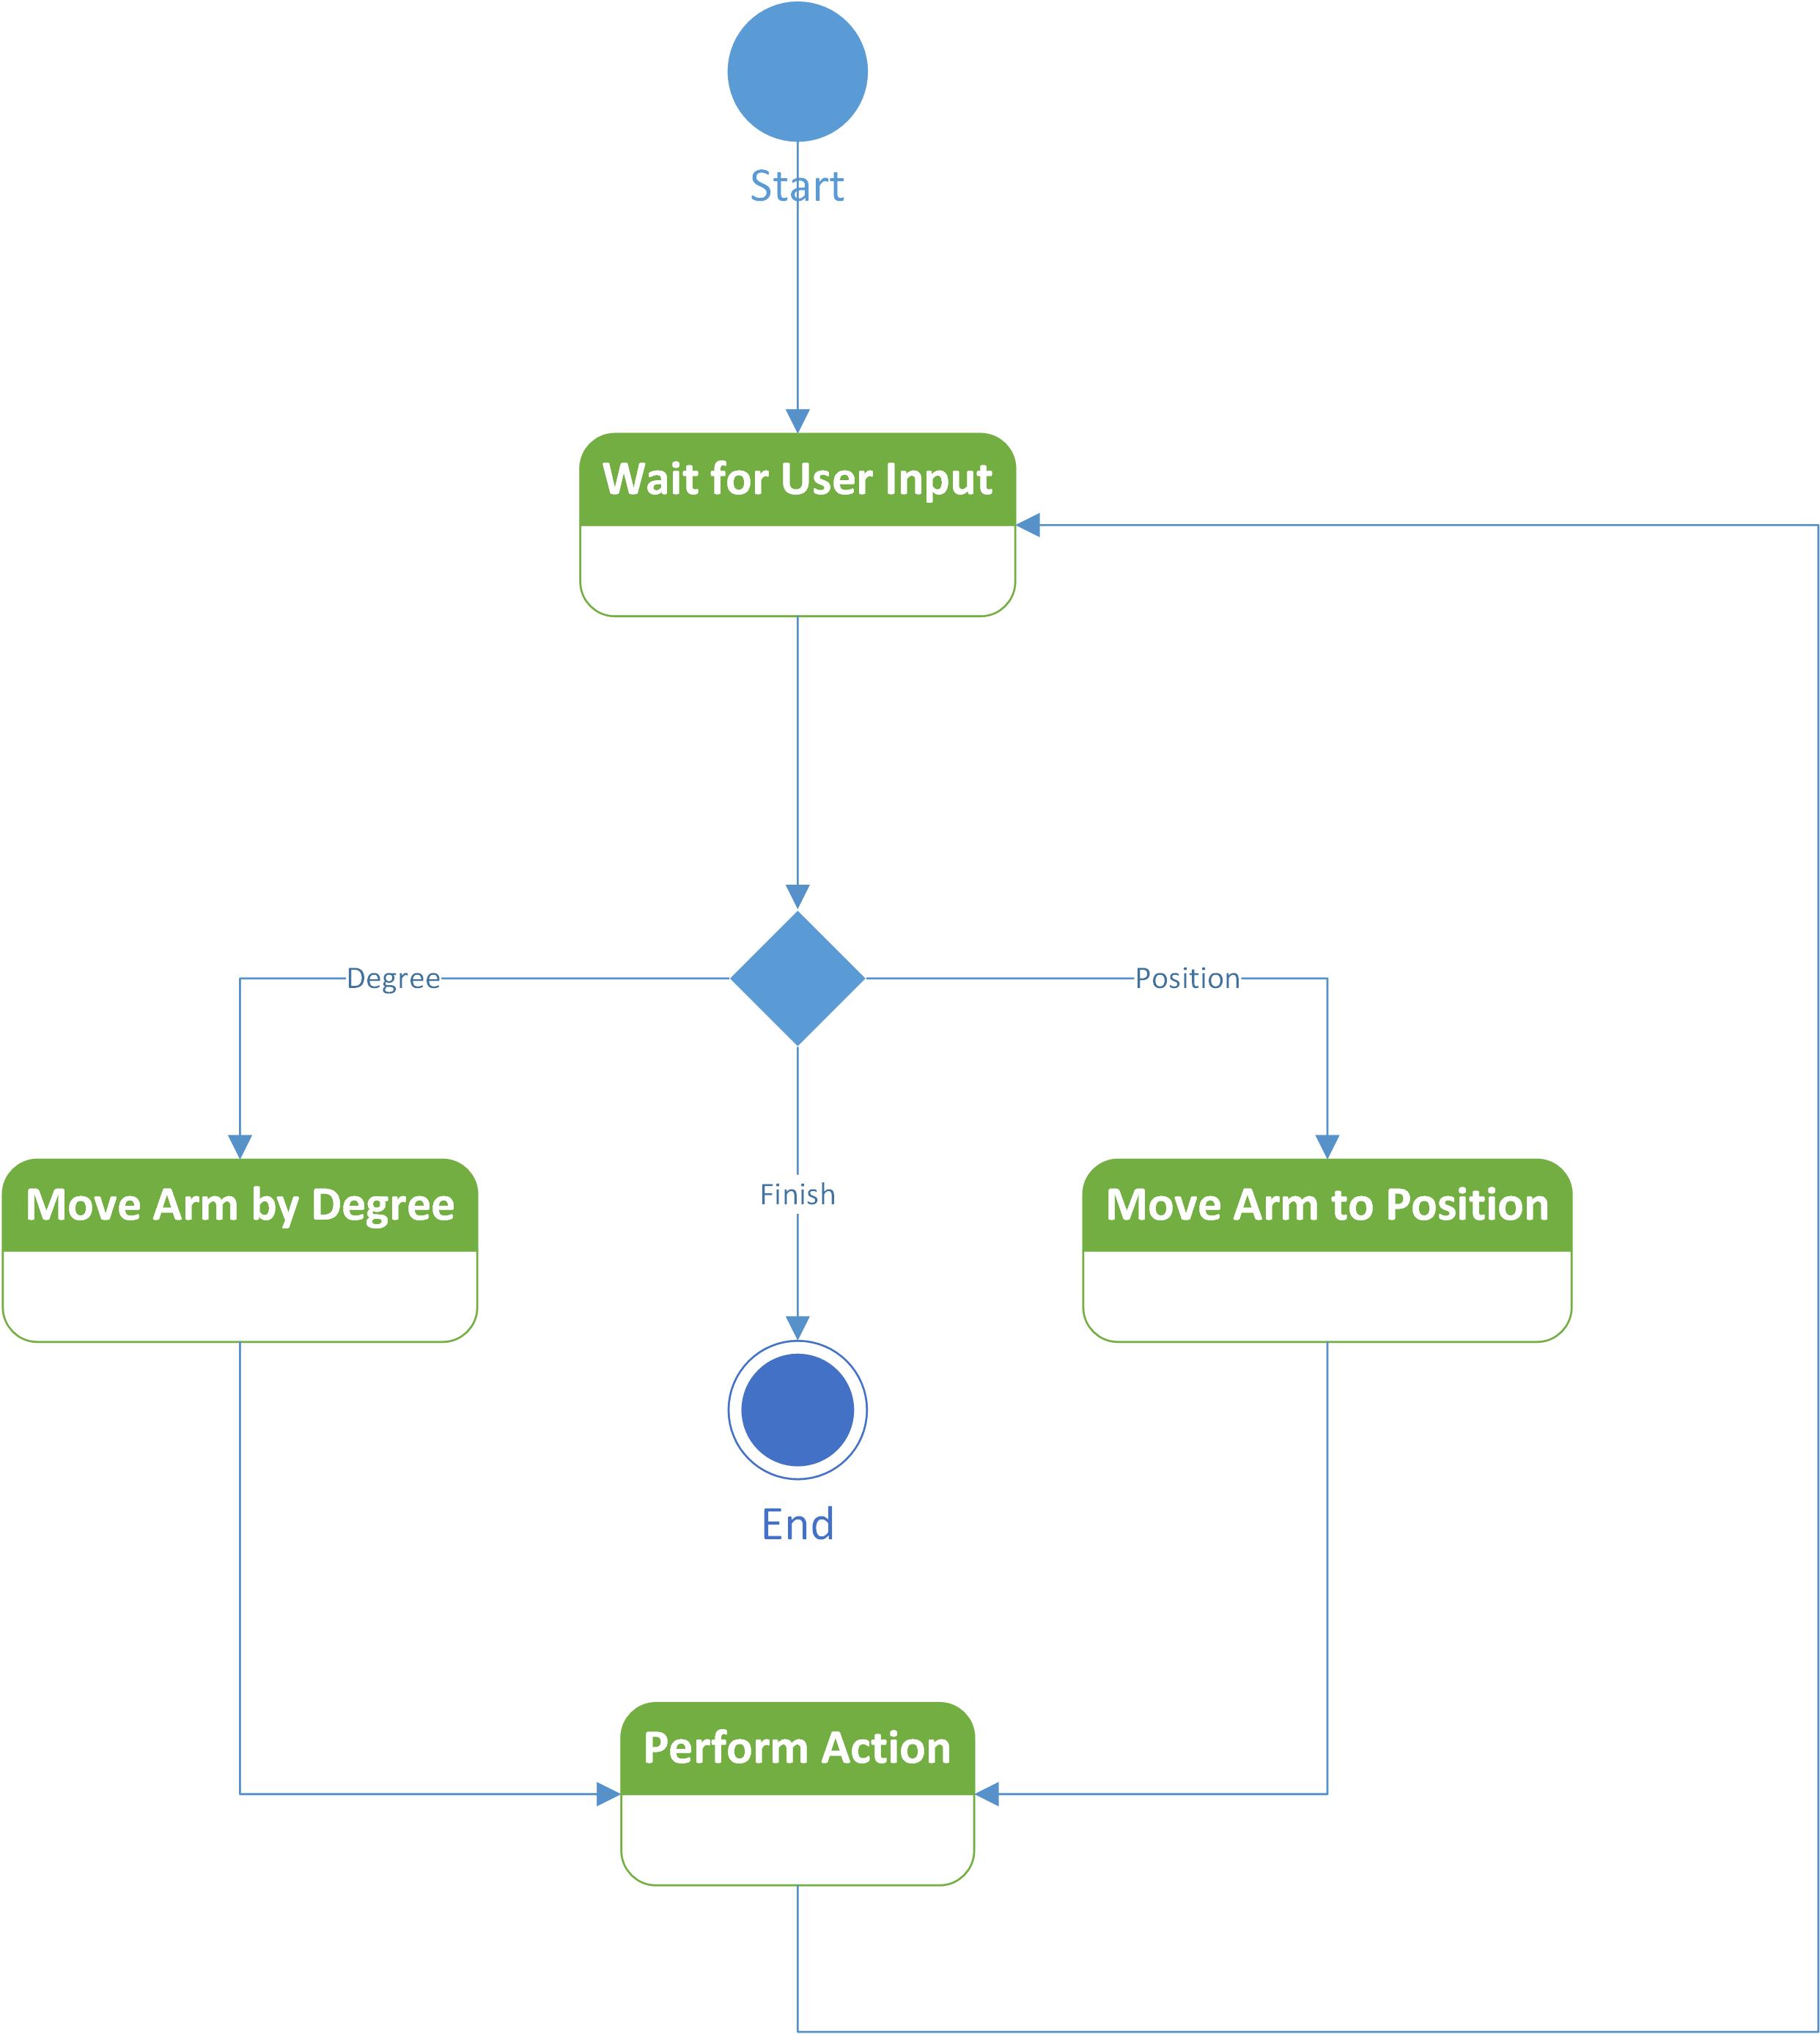 Start
Wait for User Input
Degree
Position
Move Arm by Degree
Finish
Move Arm to Position
End
Perform Action